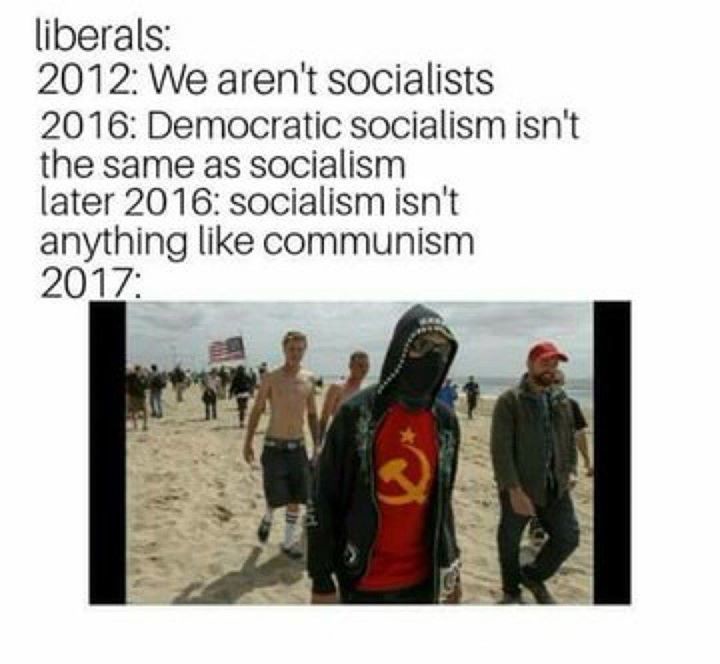 liberals:
2012: We aren't socialists
2016: Democratic socialism isn't
the same as socialism
later 2016: socialism isn't
anything like communism
2017: